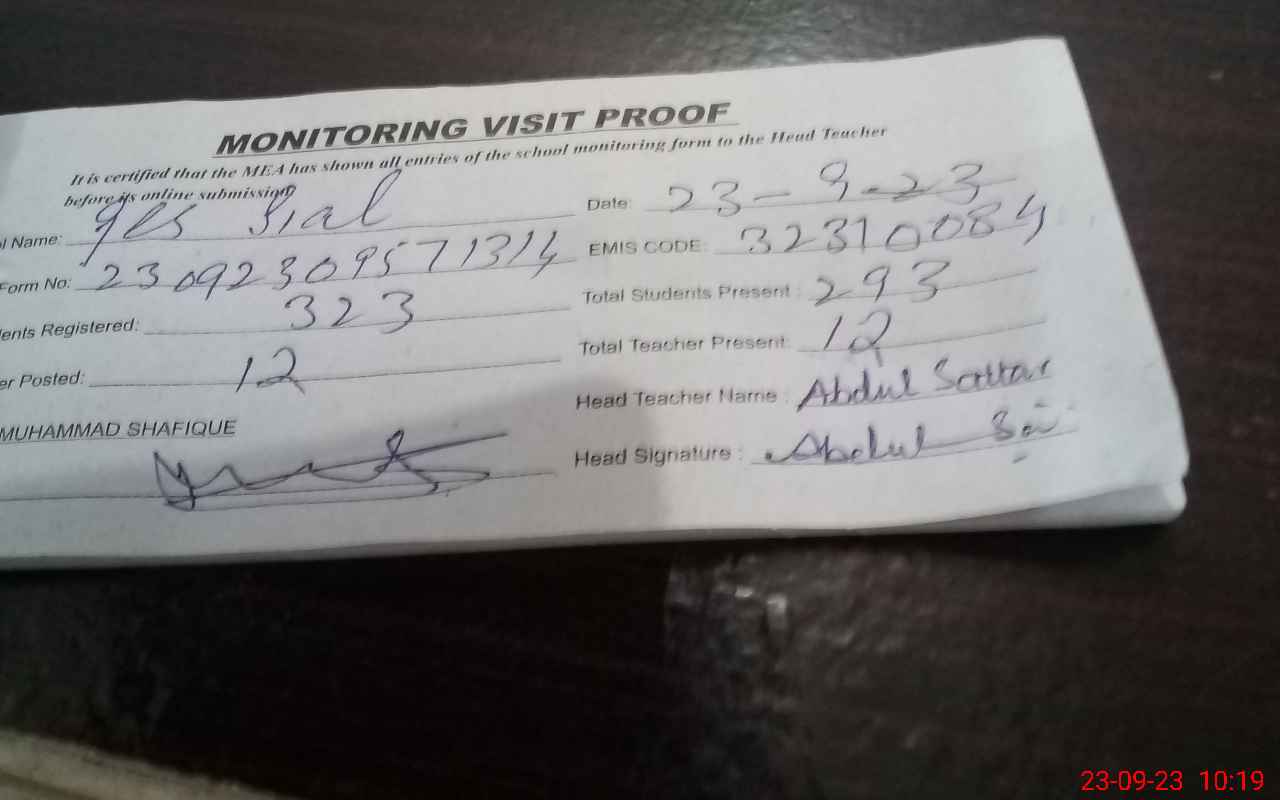 MONITORING VISIT PROOF
It is certified that the MEA has shown all entries of the school monitoring form to the Head Teacher
before its online submission
l Name: ges Sial Date: 23-9-23
Form No: 23092309571314 EMIS CODE: 32310084
ents Registered: 323 Total Students Present : 293
er Posted: 12 Total Teacher Present: 12
Head Teacher Name : Abdul Sattar
MUHAMMAD SHAFIQUE
Head Signature : Abdul
23-09-23 10:19